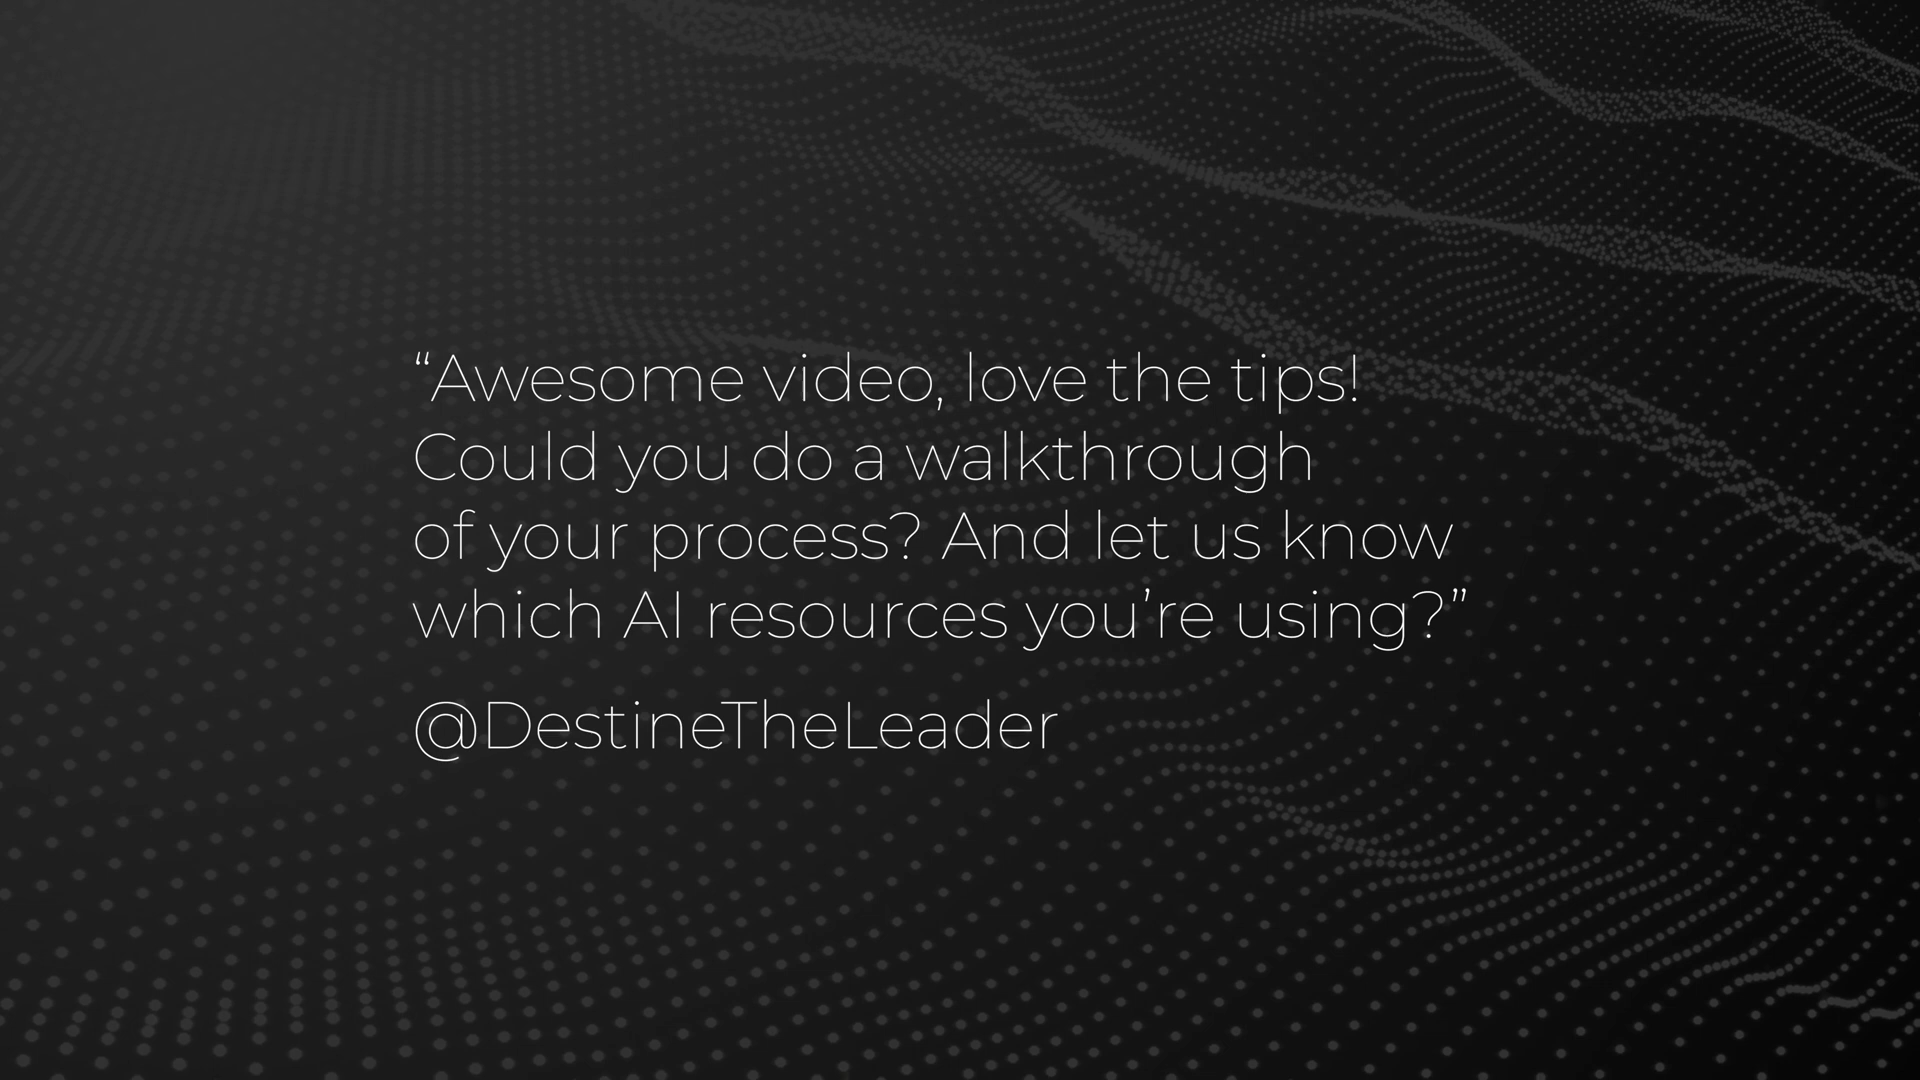 “Awesome video, love the tips!
Could you do a walkthrough
of your process? And let us know
which AI resources you’re using?”
@DestineTheLeader